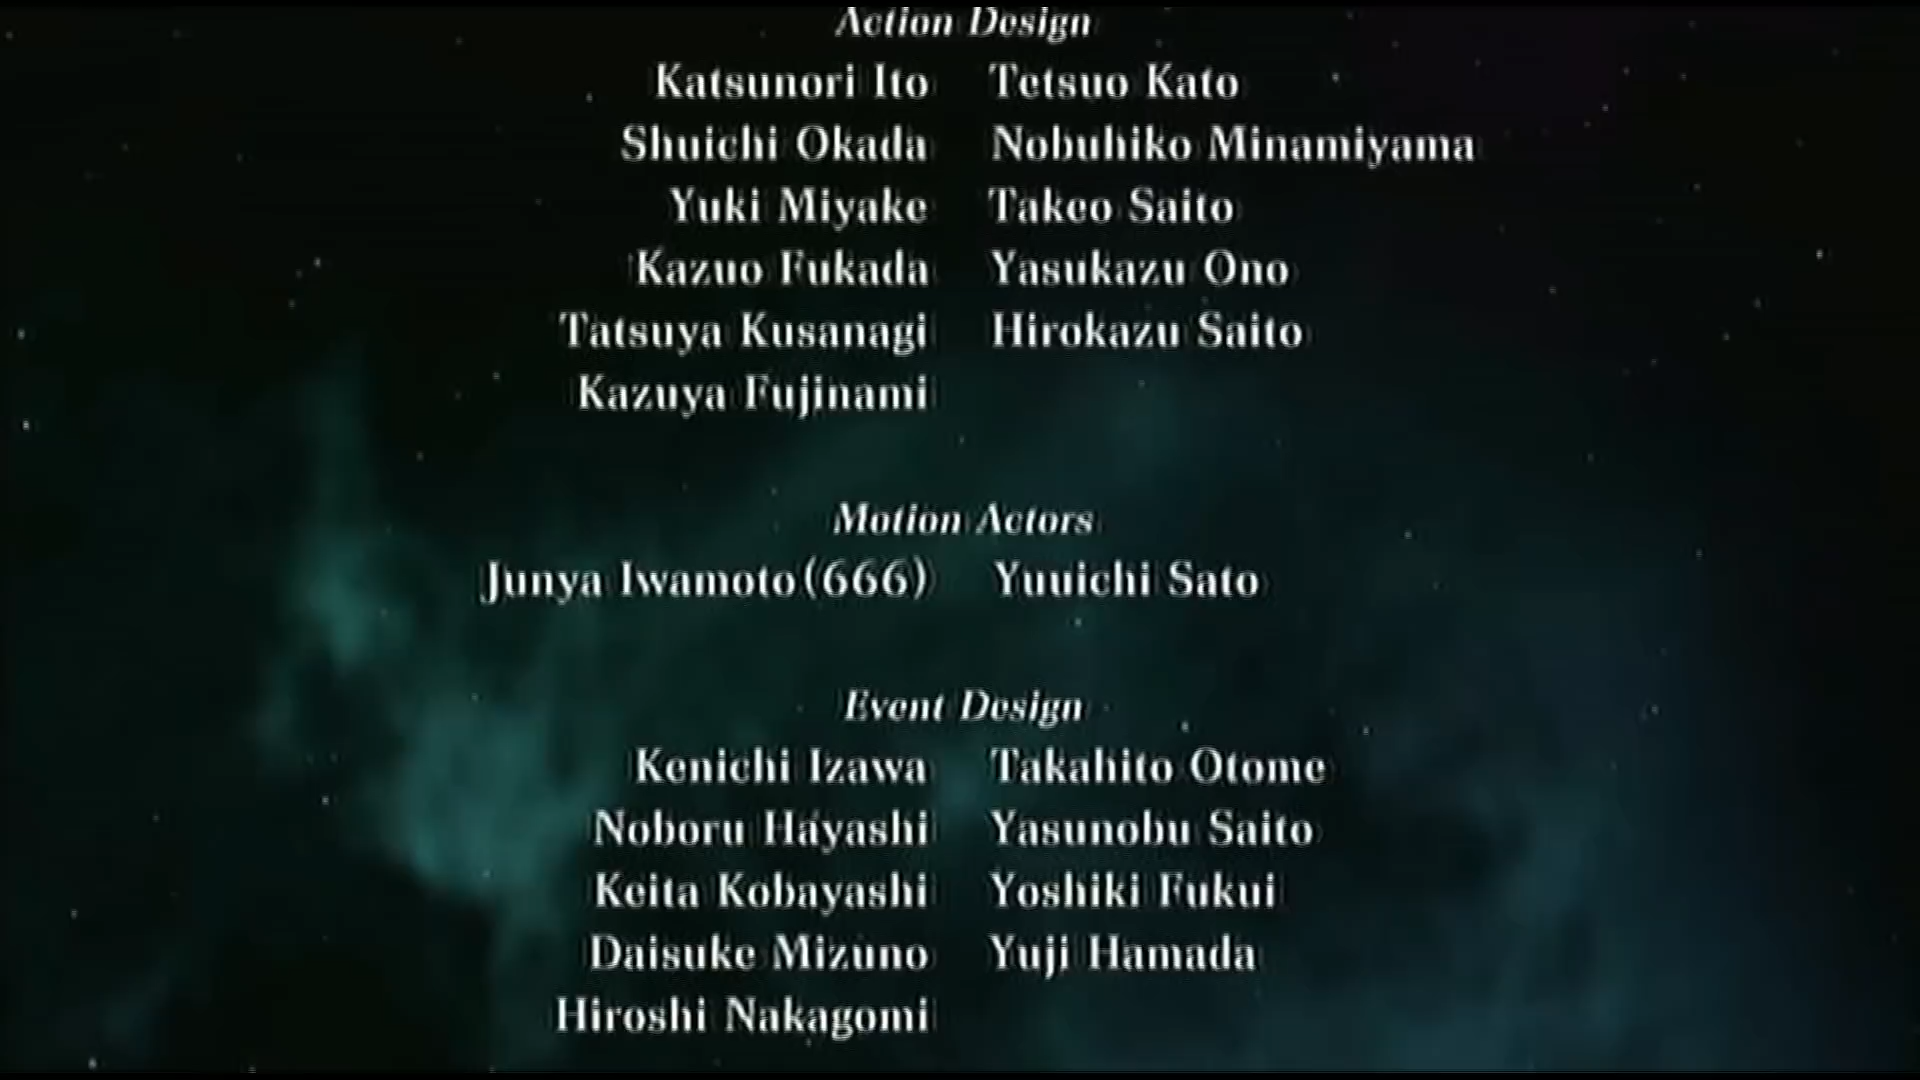 Action Design
Katsunori Ito Tetsuo Kato
Shuichi Okada Nobuhiko Minamiyama
Yuki Miyake Takeo Saito
Kazuo Fukada Yasukazu Ono
Tatsuya Kusanagi Hirokazu Saito
Kazuya Fujinami
Motion Actors
Junya Iwamoto(666) Yuuichi Sato
Event Design
Kenichi Izawa Takahito Otome
Noboru Hayashi Yasunobu Saito
Keita Kobayashi Yoshiki Fukui
Daisuke Mizuno Yuji Hamada
Hiroshi Nakagomi